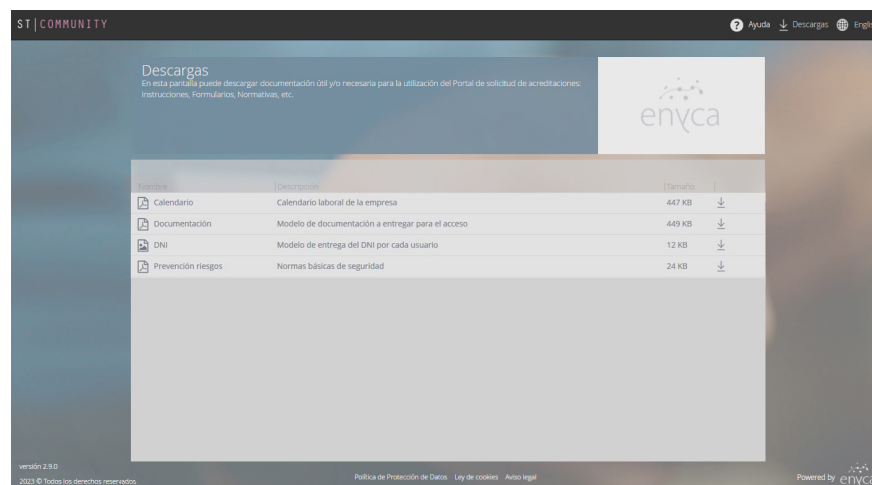 ST|COMMUNITY
? Ayuda Descargas Englis
Descargas
En esta pantalla puede descargar documentación útil y/o necesaria para la utilización del Portal de solicitud de acreditaciones:
Instrucciones, Formularios, Normativas, etc.
enyca
Nombre Descripción Tamaño
Calendario Calendario laboral de la empresa 447 KB
Documentación Modelo de documentación a entregar para el acceso 449 KB
DNI Modelo de entrega del DNI por cada usuario 12 KB
Prevención riesgos Normas básicas de seguridad 24 KB
versión 2.9.0
2023 © Todos los derechos reservados
Política de Protección de Datos Ley de cookies Aviso legal
Powered by enyca